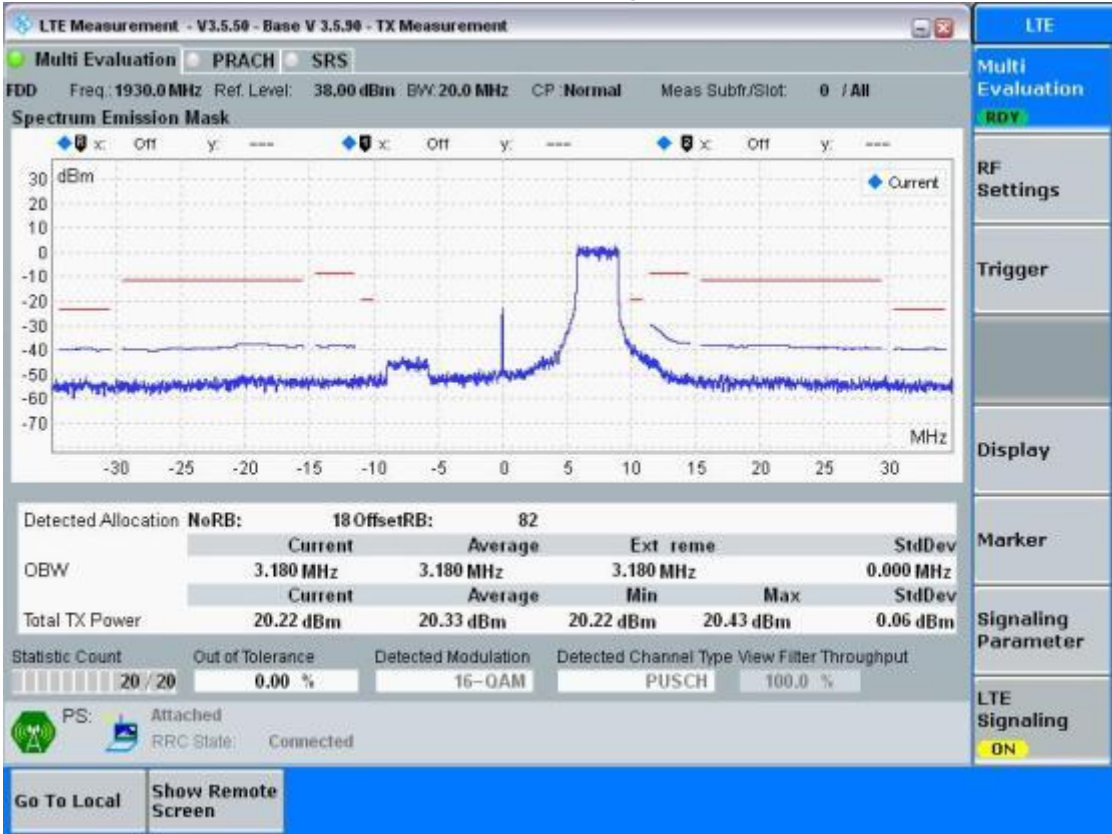 LTE Measurement - V3.5.50 - Base V 3.5.90 - TX Measurement
LTE
Multi Evaluation PRACH SRS
FDD Freq.: 1930.0 MHz Ref. Level: 38.00 dBm BW: 20.0 MHz CP :Normal Meas Subfr./Slot: 0 / All
Spectrum Emission Mask
x: Off y: --- x: Off y: --- x: Off y: ---
dBm
Current
30
20
10
0
-10
-20
-30
-40
-50
-60
-70
MHz
-30 -25 -20 -15 -10 -5 0 5 10 15 20 25 30
Detected Allocation NoRB: 18 OffsetRB: 82
Current Average Ext reme StdDev
OBW 3.180 MHz 3.180 MHz 3.180 MHz 0.000 MHz
Current Average Min Max StdDev
Total TX Power 20.22 dBm 20.33 dBm 20.22 dBm 20.43 dBm 0.06 dBm
Statistic Count Out of Tolerance Detected Modulation Detected Channel Type View Filter Throughput
20 / 20 0.00 % 16-QAM PUSCH 100.0 %
PS: Attached
RRC State: Connected
Go To Local
Show Remote
Screen
Multi
Evaluation
RDY
RF
Settings
Trigger
Display
Marker
Signaling
Parameter
LTE
Signaling
ON